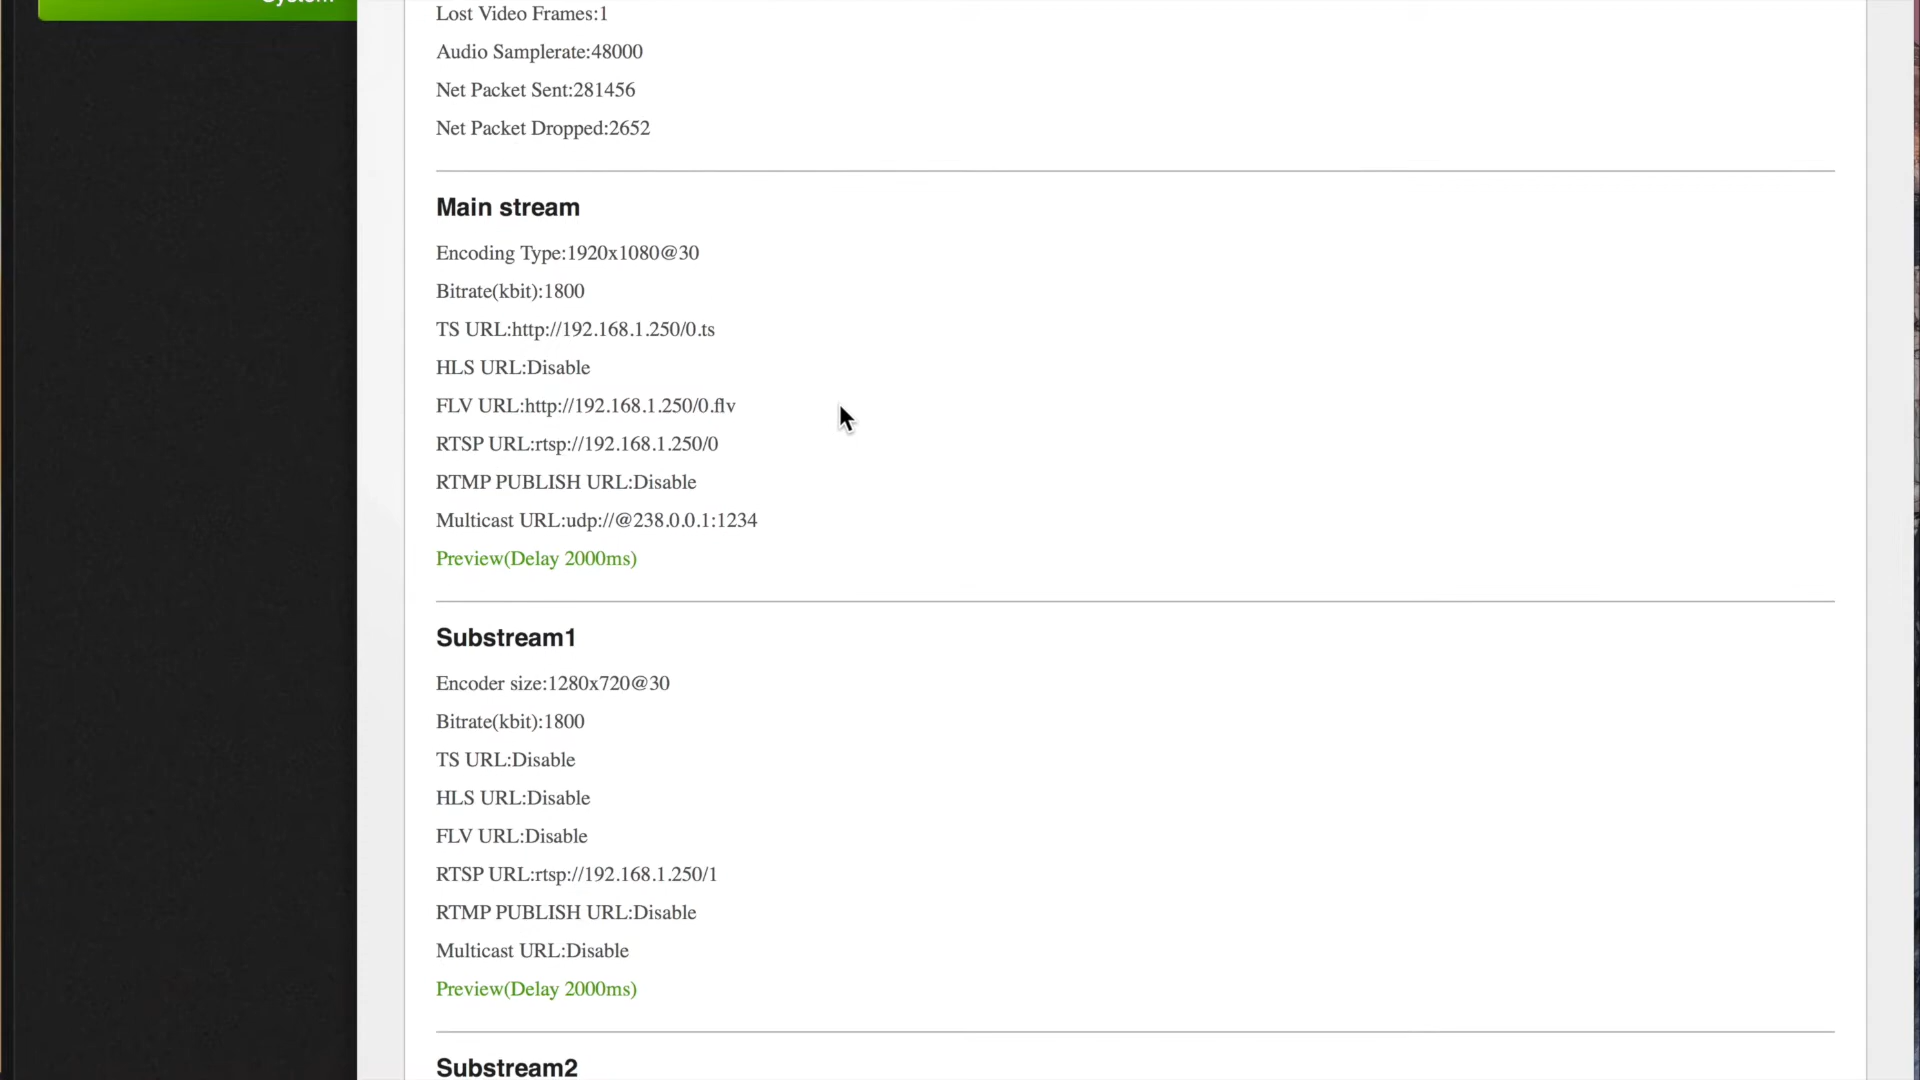 System
Lost Video Frames:1
Audio Samplerate:48000
Net Packet Sent:281456
Net Packet Dropped:2652
Main stream
Encoding Type:1920x1080@30
Bitrate(kbit):1800
TS URL:http://192.168.1.250/0.ts
HLS URL:Disable
FLV URL:http://192.168.1.250/0.flv
RTSP URL:rtsp://192.168.1.250/0
RTMP PUBLISH URL:Disable
Multicast URL:udp://@238.0.0.1:1234
Preview(Delay 2000ms)
Substream1
Encoder size:1280x720@30
Bitrate(kbit):1800
TS URL:Disable
HLS URL:Disable
FLV URL:Disable
RTSP URL:rtsp://192.168.1.250/1
RTMP PUBLISH URL:Disable
Multicast URL:Disable
Preview(Delay 2000ms)
Substream2